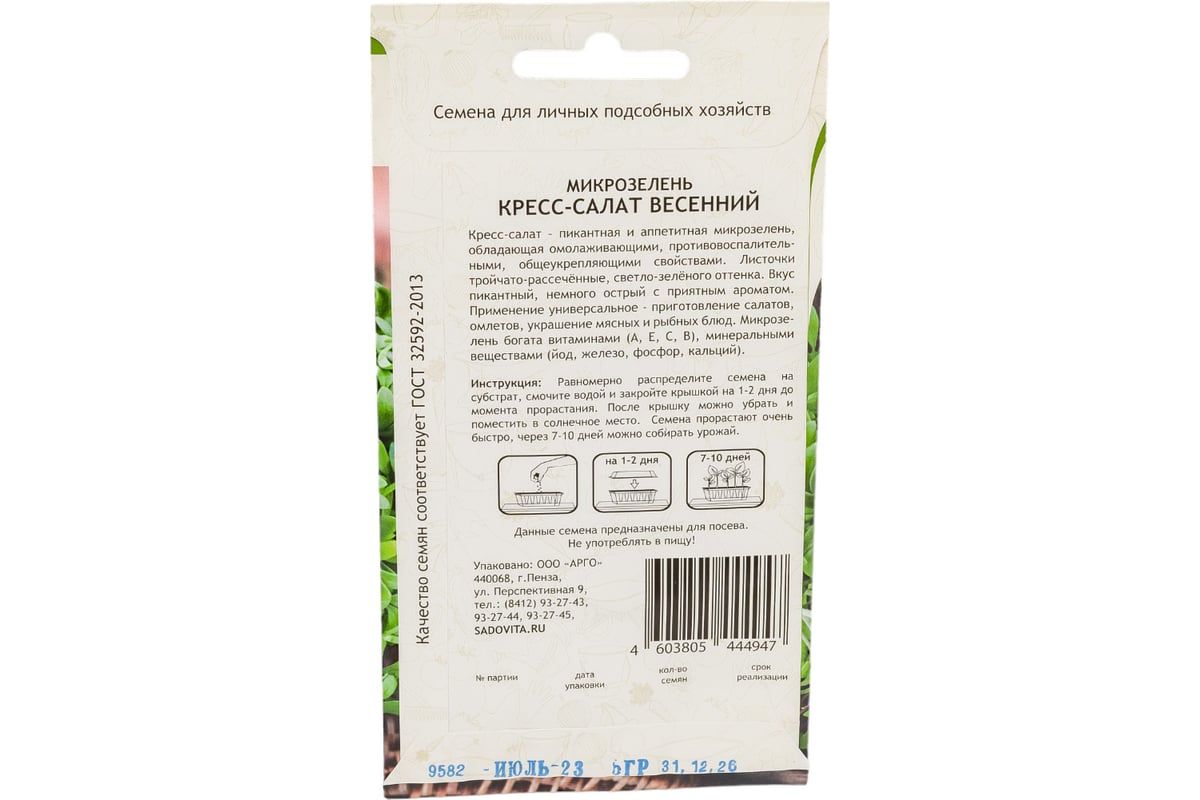 Семена для личных подсобных хозяйств
МИКРОЗЕЛЕНЬ
КРЕСС-САЛАТ ВЕСЕННИЙ
Кресс-салат - пикантная и аппетитная микрозелень,
обладающая омолаживающими, противовоспалитель-
ными, общеукрепляющими свойствами. Листочки
тройчато-рассечённые, светло-зелёного оттенка. Вкус
пикантный, немного острый с приятным ароматом.
Применение универсальное - приготовление салатов,
омлетов, украшение мясных и рыбных блюд. Микрозе-
лень богата витаминами (А, Е, С, В), минеральными
веществами (йод, железо, фосфор, кальций).
Инструкция: Равномерно распределите семена на
субстрат, смочите водой и закройте крышкой на 1-2 дня до
момента прорастания. После крышку можно убрать и
поместить в солнечное место. Семена прорастают очень
быстро, через 7-10 дней можно собирать урожай.
на 1-2 дня
7-10 дней
Данные семена предназначены для посева.
Не употреблять в пищу!
Упаковано: ООО «АРГО»
440068, г.Пенза,
ул. Перспективная 9,
тел.: (8412) 93-27-43,
93-27-44, 93-27-45,
SADOVITA.RU
4 603805 444947
№ партии
дата
упаковки
кол-во
семян
срок
реализации
9582 -ИЮЛЬ-23 ГР 31.12.26
Качество семян соответствует ГОСТ 32592-2013